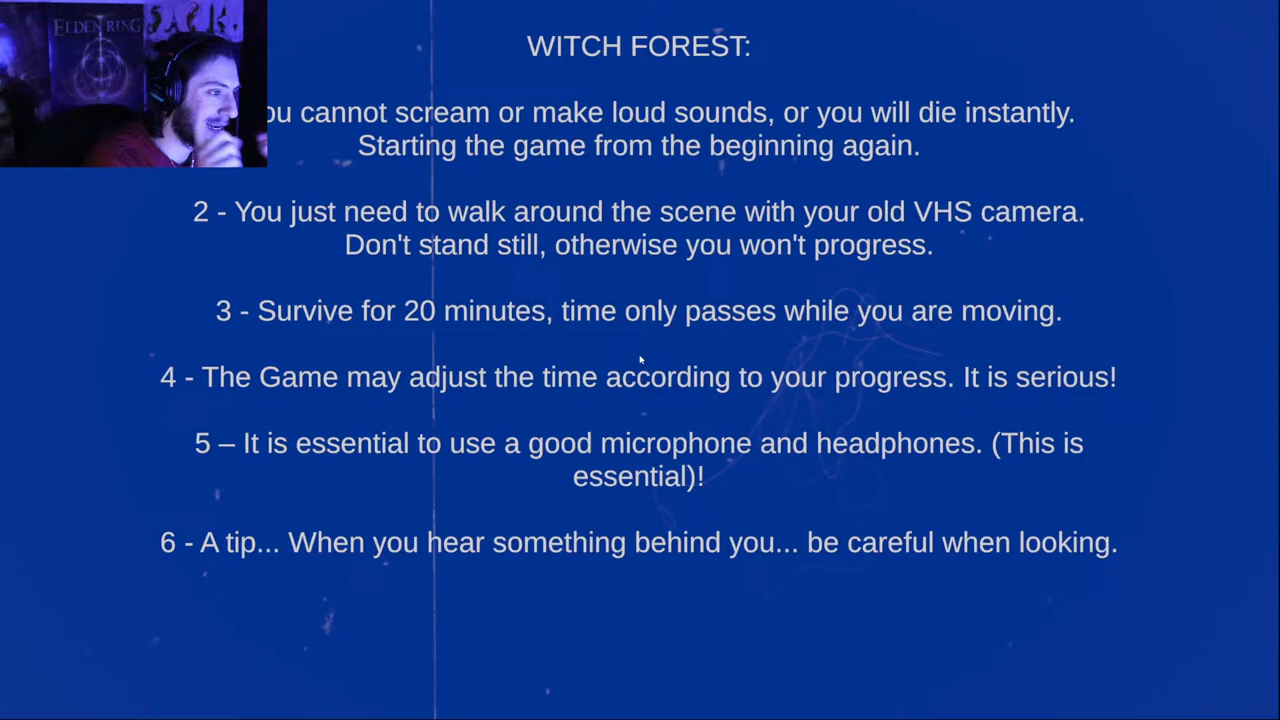 ELDEN RING
WITCH FOREST:
ou cannot scream or make loud sounds, or you will die instantly.
Starting the game from the beginning again.
2 - You just need to walk around the scene with your old VHS camera.
Don't stand still, otherwise you won't progress.
3 - Survive for 20 minutes, time only passes while you are moving.
4 - The Game may adjust the time according to your progress. It is serious!
5 – It is essential to use a good microphone and headphones. (This is
essential)!
6 - A tip... When you hear something behind you... be careful when looking.